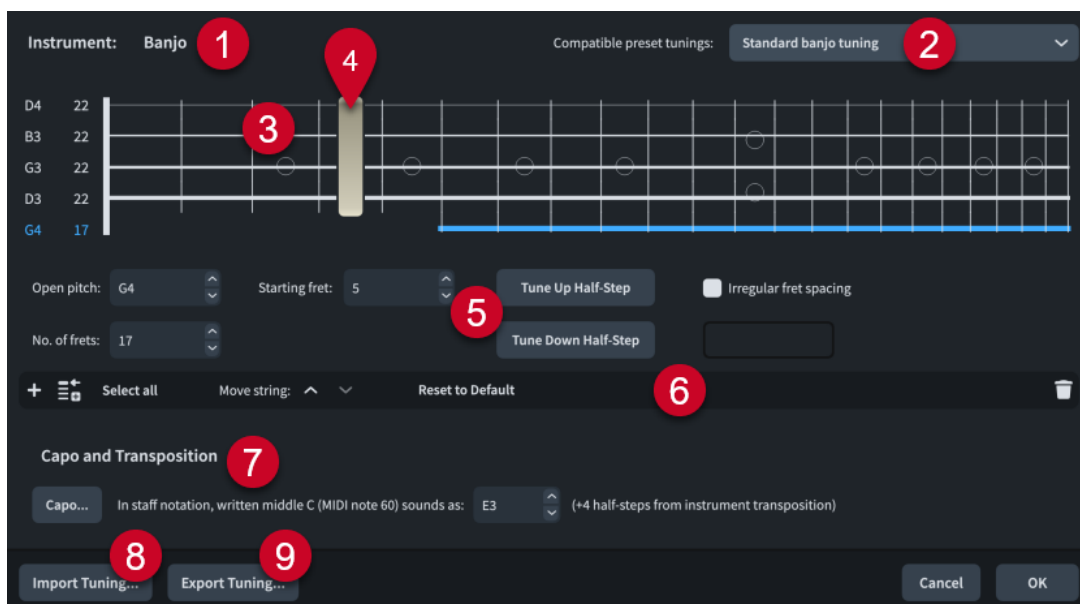 Instrument: Banjo 1 Compatible preset tunings: Standard banjo tuning 2
4
D4 22
3
B3 22
G3 22
D3 22
G4 17
Open pitch: G4 Starting fret: 5 Tune Up Half-Step Irregular fret spacing
5
No. of frets: 17 Tune Down Half-Step
+ Select all Move string: Reset to Default 6
Capo and Transposition 7
Capo... In staff notation, written middle C (MIDI note 60) sounds as: E3 (+4 half-steps from instrument transposition)
8 9
Import Tuning... Export Tuning... Cancel OK